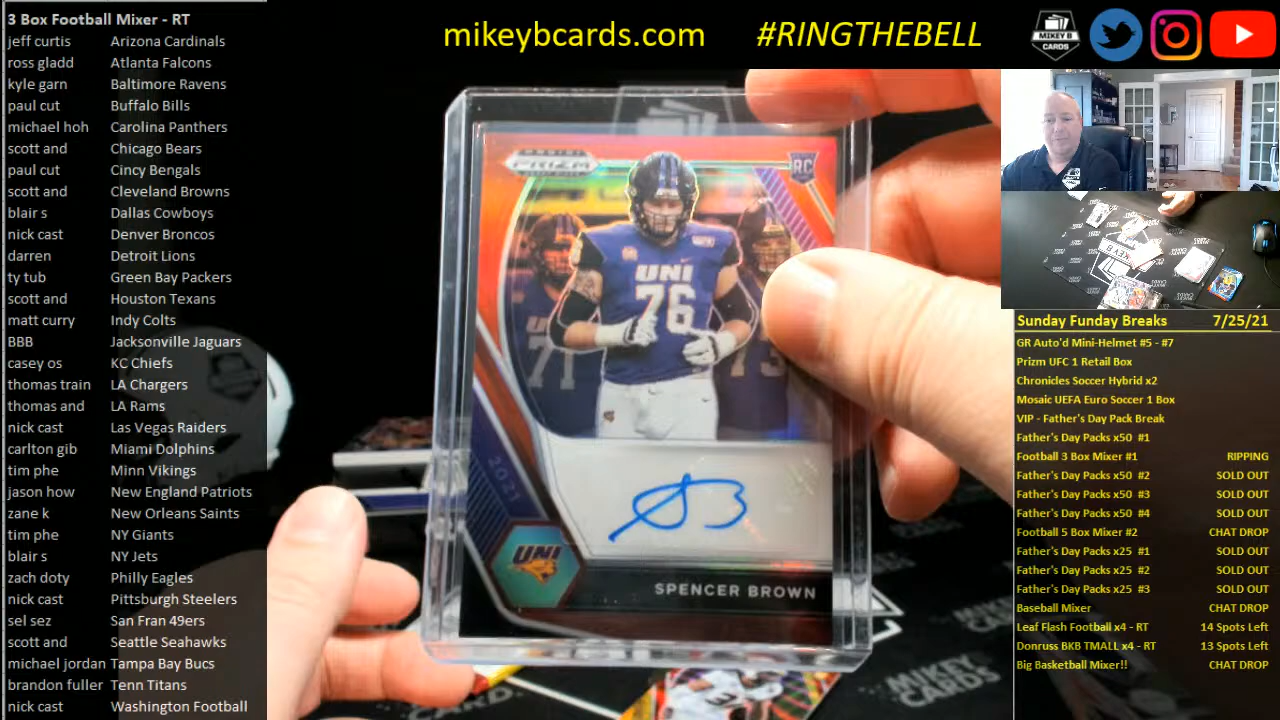 3 Box Football Mixer - RT
jeff curtis Arizona Cardinals
ross gladd Atlanta Falcons
kyle garn Baltimore Ravens
paul cut Buffalo Bills
michael hoh Carolina Panthers
scott and Chicago Bears
paul cut Cincy Bengals
scott and Cleveland Browns
blair s Dallas Cowboys
nick cast Denver Broncos
darren Detroit Lions
ty tub Green Bay Packers
scott and Houston Texans
matt curry Indy Colts
BBB Jacksonville Jaguars
casey os KC Chiefs
thomas train LA Chargers
thomas and LA Rams
nick cast Las Vegas Raiders
carlton gib Miami Dolphins
tim phe Minn Vikings
jason how New England Patriots
zane k New Orleans Saints
tim phe NY Giants
blair s NY Jets
zach doty Philly Eagles
nick cast Pittsburgh Steelers
sel sez San Fran 49ers
scott and Seattle Seahawks
michael jordan Tampa Bay Bucs
brandon fuller Tenn Titans
nick cast Washington Football
mikeybcards.com #RINGTHEBELL
MIKEY B
CARDS
PRIZM
RC
UNI
76
71
73
2021
UNI
SPENCER BROWN
MIKEY
CARDS
Sunday Funday Breaks 7/25/21
GR Auto'd Mini-Helmet #5 - #7
Prizm UFC 1 Retail Box
Chronicles Soccer Hybrid x2
Mosaic UEFA Euro Soccer 1 Box
VIP - Father's Day Pack Break
Father's Day Packs x50 #1
Football 3 Box Mixer #1 RIPPING
Father's Day Packs x50 #2 SOLD OUT
Father's Day Packs x50 #3 SOLD OUT
Father's Day Packs x50 #4 SOLD OUT
Football 5 Box Mixer #2 CHAT DROP
Father's Day Packs x25 #1 SOLD OUT
Father's Day Packs x25 #2 SOLD OUT
Father's Day Packs x25 #3 SOLD OUT
Baseball Mixer CHAT DROP
Leaf Flash Football x4 - RT 14 Spots Left
Donruss BKB TMALL x4 - RT 13 Spots Left
Big Basketball Mixer!! CHAT DROP